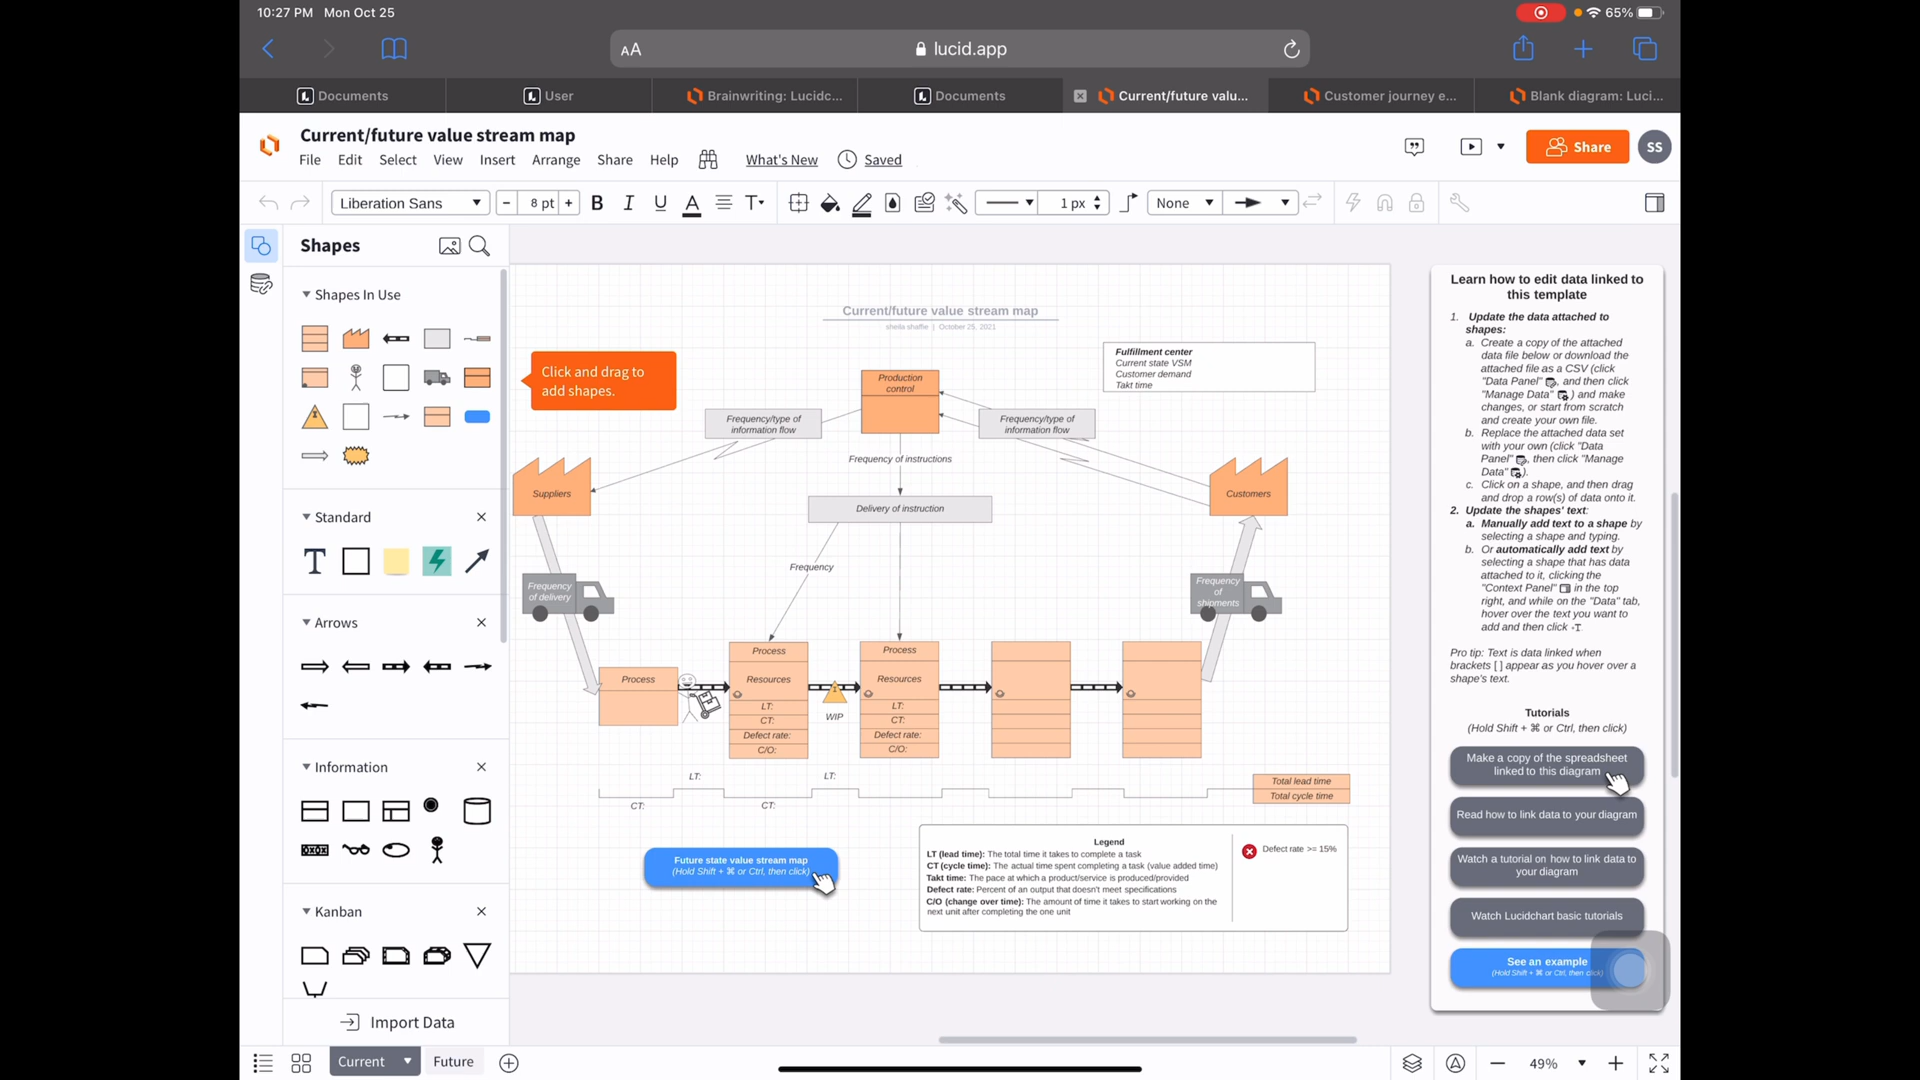 10:27 PM Mon Oct 25
65%
AA
lucid.app
Documents
User
Brainwriting: Lucidc...
Documents
Current/future valu...
Customer journey e...
Blank diagram: Luci...
Current/future value stream map
File Edit Select View Insert Arrange Share Help What's New Saved
Share
SS
Liberation Sans
8 pt
B I U A T
1 px
None
Shapes
Shapes In Use
Standard
T
Arrows
Information
Kanban
Import Data
Click and drag to
add shapes.
Current/future value stream map
sheila shaffie | October 25, 2021
Fulfillment center
Current state VSM
Customer demand
Takt time
Production
control
Frequency/type of
information flow
Frequency/type of
information flow
Frequency of instructions
Suppliers
Customers
Delivery of instruction
Frequency
Frequency
of delivery
Frequency
of
shipments
Process
Process
Resources
LT:
CT:
Defect rate:
C/O:
WIP
Process
Resources
LT:
CT:
Defect rate:
C/O:
LT:
LT:
CT:
CT:
Total lead time
Total cycle time
Future state value stream map
(Hold Shift + ⌘ or Ctrl, then click)
Legend
LT (lead time): The total time it takes to complete a task
CT (cycle time): The actual time spent completing a task (value added time)
Takt time: The pace at which a product/service is produced/provided
Defect rate: Percent of an output that doesn't meet specifications
C/O (change over time): The amount of time it takes to start working on the
next unit after completing the one unit
Defect rate >= 15%
Learn how to edit data linked to
this template
1. Update the data attached to
shapes:
a. Create a copy of the attached
data file below or download the
attached file as a CSV (click
"Data Panel" , and then click
"Manage Data" ) and make
changes, or start from scratch
and create your own file.
b. Replace the attached data set
with your own (click "Data
Panel" , then click "Manage
Data" ).
c. Click on a shape, and then drag
and drop a row(s) of data onto it.
2. Update the shapes' text:
a. Manually add text to a shape by
selecting a shape and typing.
b. Or automatically add text by
selecting a shape that has data
attached to it, clicking the
"Context Panel" in the top
right, and while on the "Data" tab,
hover over the text you want to
add and then click -T.
Pro tip: Text is data linked when
brackets [ ] appear as you hover over a
shape's text.
Tutorials
(Hold Shift + ⌘ or Ctrl, then click)
Make a copy of the spreadsheet
linked to this diagram
Read how to link data to your diagram
Watch a tutorial on how to link data to
your diagram
Watch Lucidchart basic tutorials
See an example
(Hold Shift + ⌘ or Ctrl, then click)
Current
Future
49%